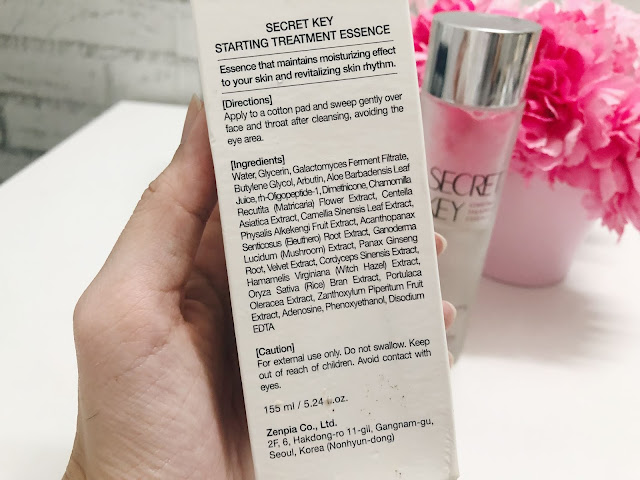 SECRET KEY
STARTING TREATMENT ESSENCE
Essence that maintains moisturizing effect
to your skin and revitalizing skin rhythm.
[Directions]
Apply to a cotton pad and sweep gently over
face and throat after cleansing, avoiding the
eye area.
[Ingredients]
Water, Glycerin, Galactomyces Ferment Filtrate,
Butylene Glycol, Arbutin, Aloe Barbadensis Leaf
Juice, rh-Oligopeptide-1, Dimethicone, Chamomilla
Recutita (Matricaria) Flower Extract, Centella
Asiatica Extract, Camellia Sinensis Leaf Extract,
Physalis Alkekengi Fruit Extract, Acanthopanax
Senticosus (Eleuthero) Root Extract, Ganoderma
Lucidum (Mushroom) Extract, Panax Ginseng
Root, Velvet Extract, Cordyceps Sinensis Extract,
Hamamelis Virginiana (Witch Hazel) Extract,
Oryza Sativa (Rice) Bran Extract, Portulaca
Oleracea Extract, Zanthoxylum Piperitum Fruit
Extract, Adenosine, Phenoxyethanol, Disodium
EDTA
[Caution]
For external use only. Do not swallow. Keep
out of reach of children. Avoid contact with
eyes.
155 ml / 5.24 .oz.
Zenpia Co., Ltd.
2F, 6, Hakdong-ro 11-gil, Gangnam-gu,
Seoul, Korea (Nonhyun-dong)
SECRET
KEY